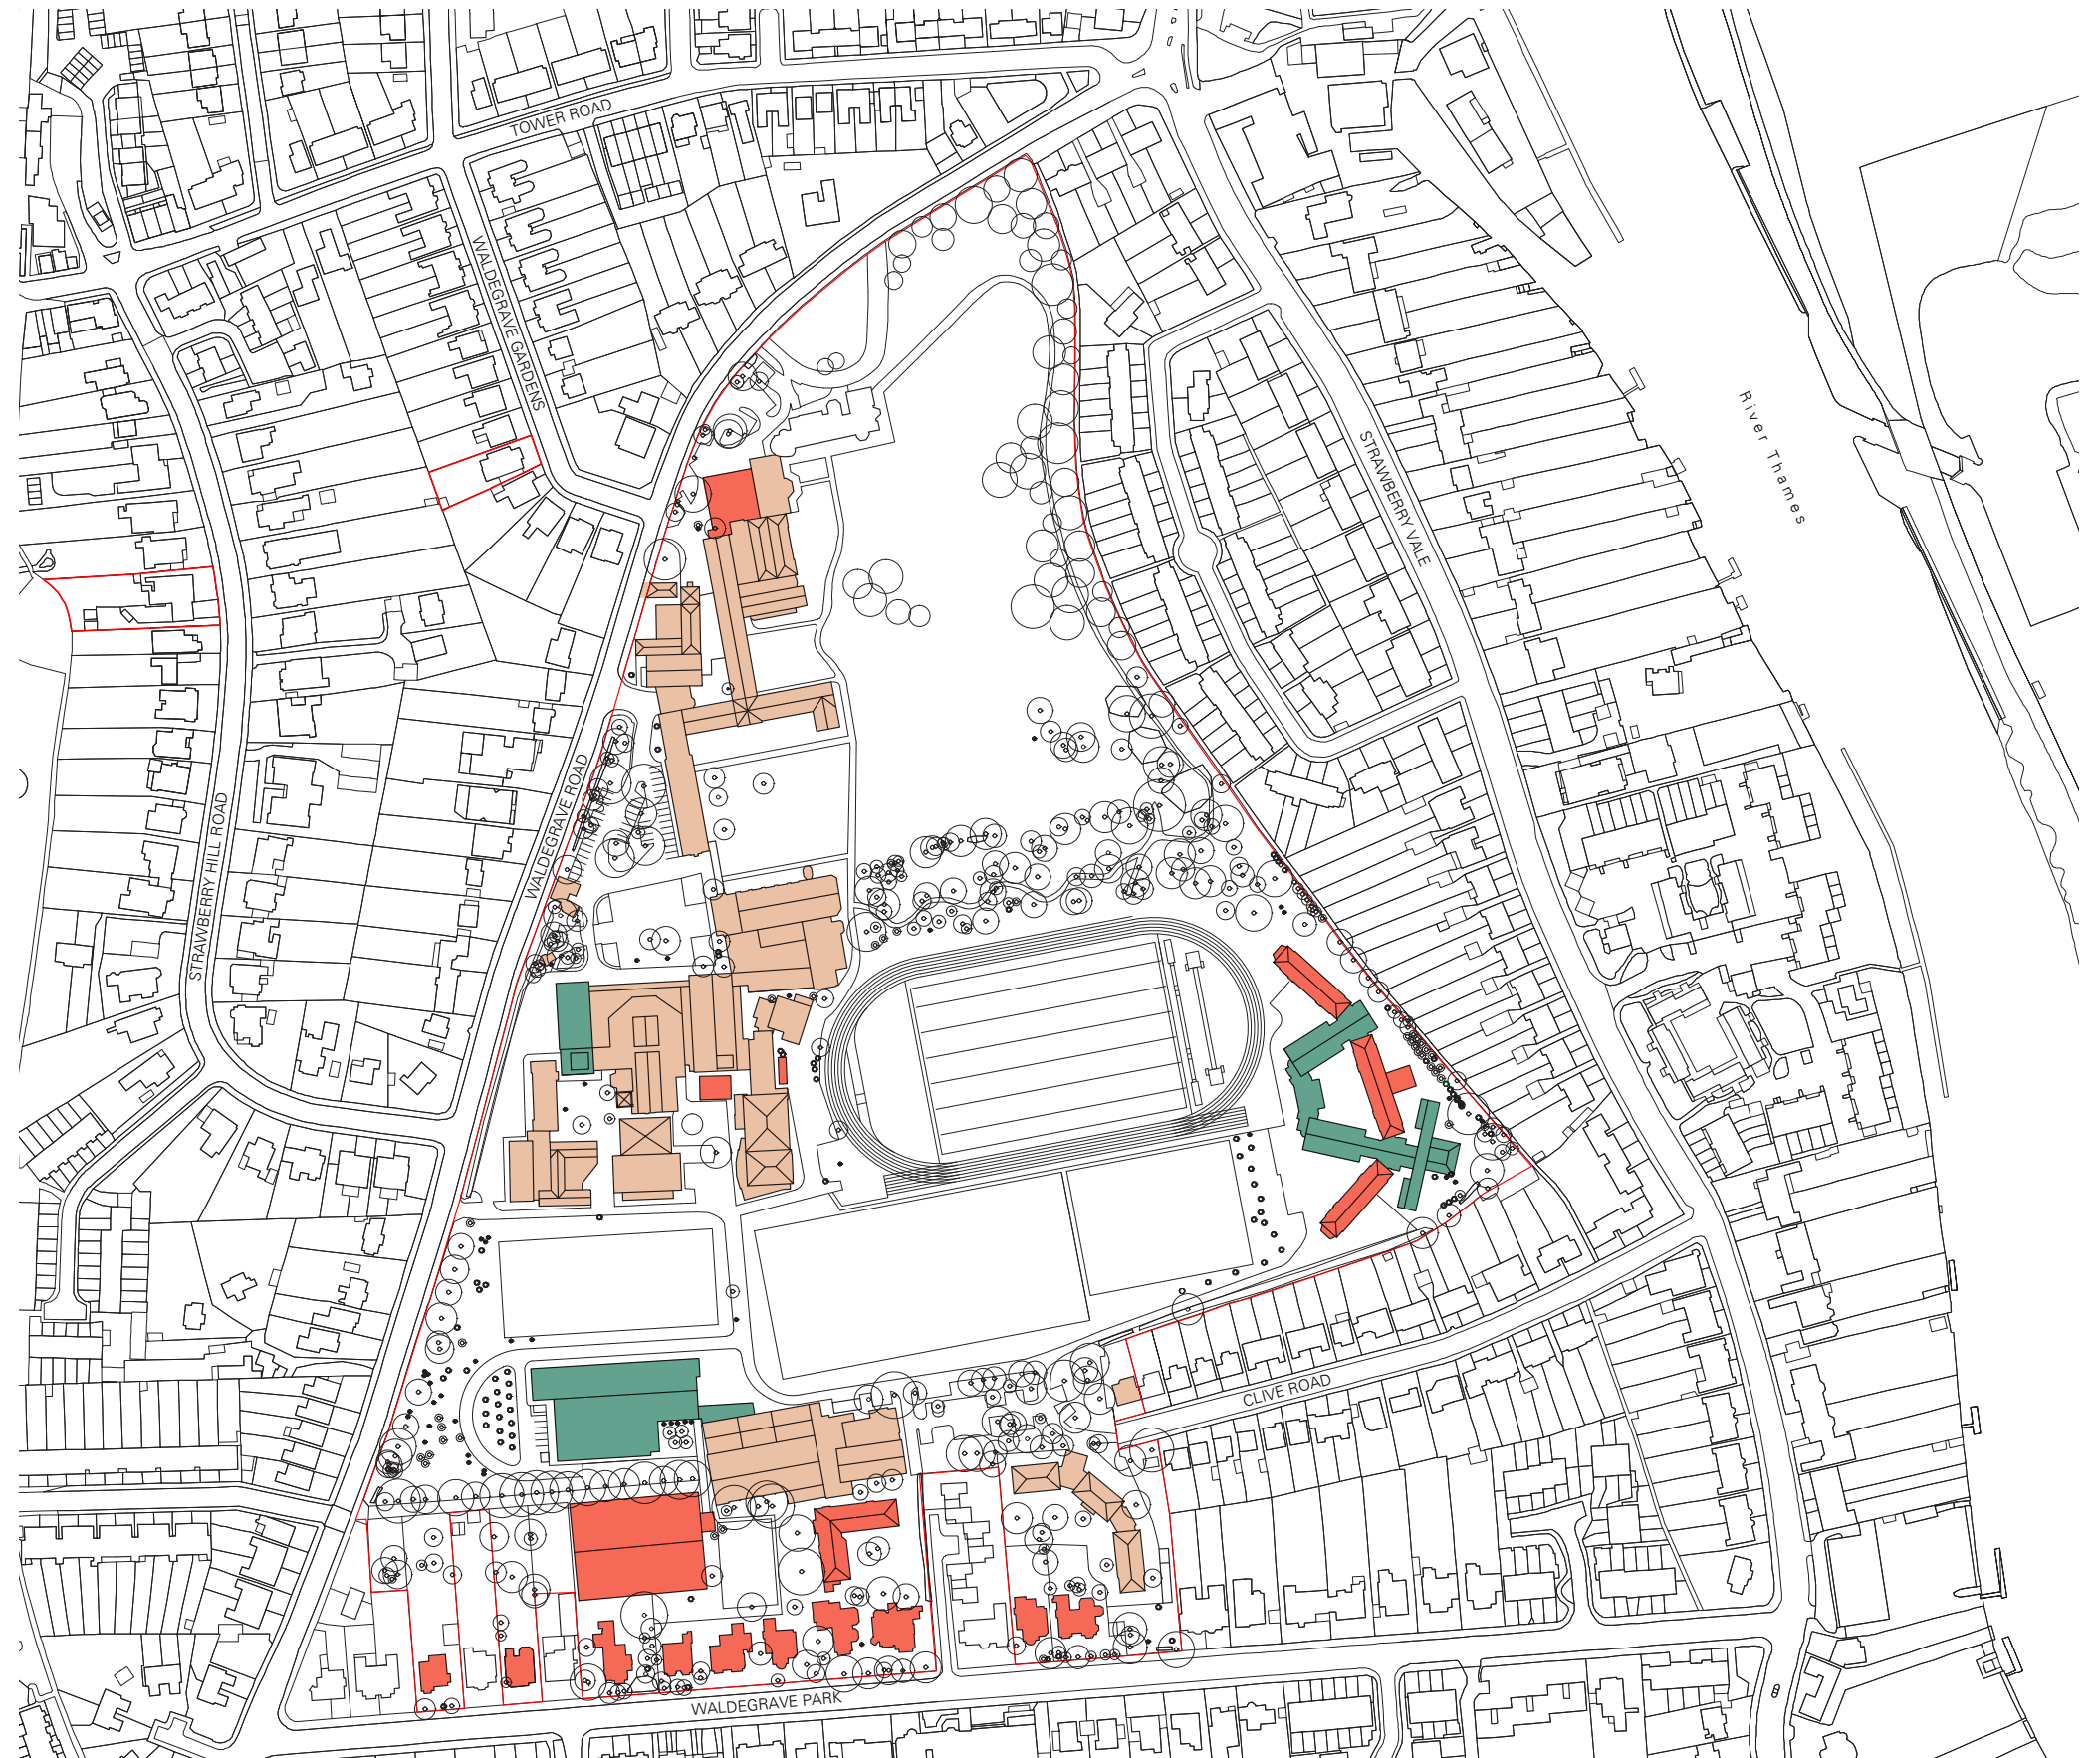 TOWER ROAD
WALDEGRAVE GARDENS
River Thames
STRAWBERRY VALE
WALDEGRAVE ROAD
STRAWBERRY HILL ROAD
CLIVE ROAD
WALDEGRAVE PARK